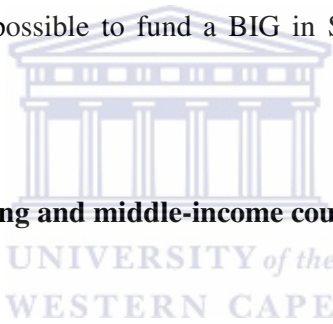 possible to fund a BIG in
ng and middle-income cou
UNIVERSITY of the
WESTERN CAPE